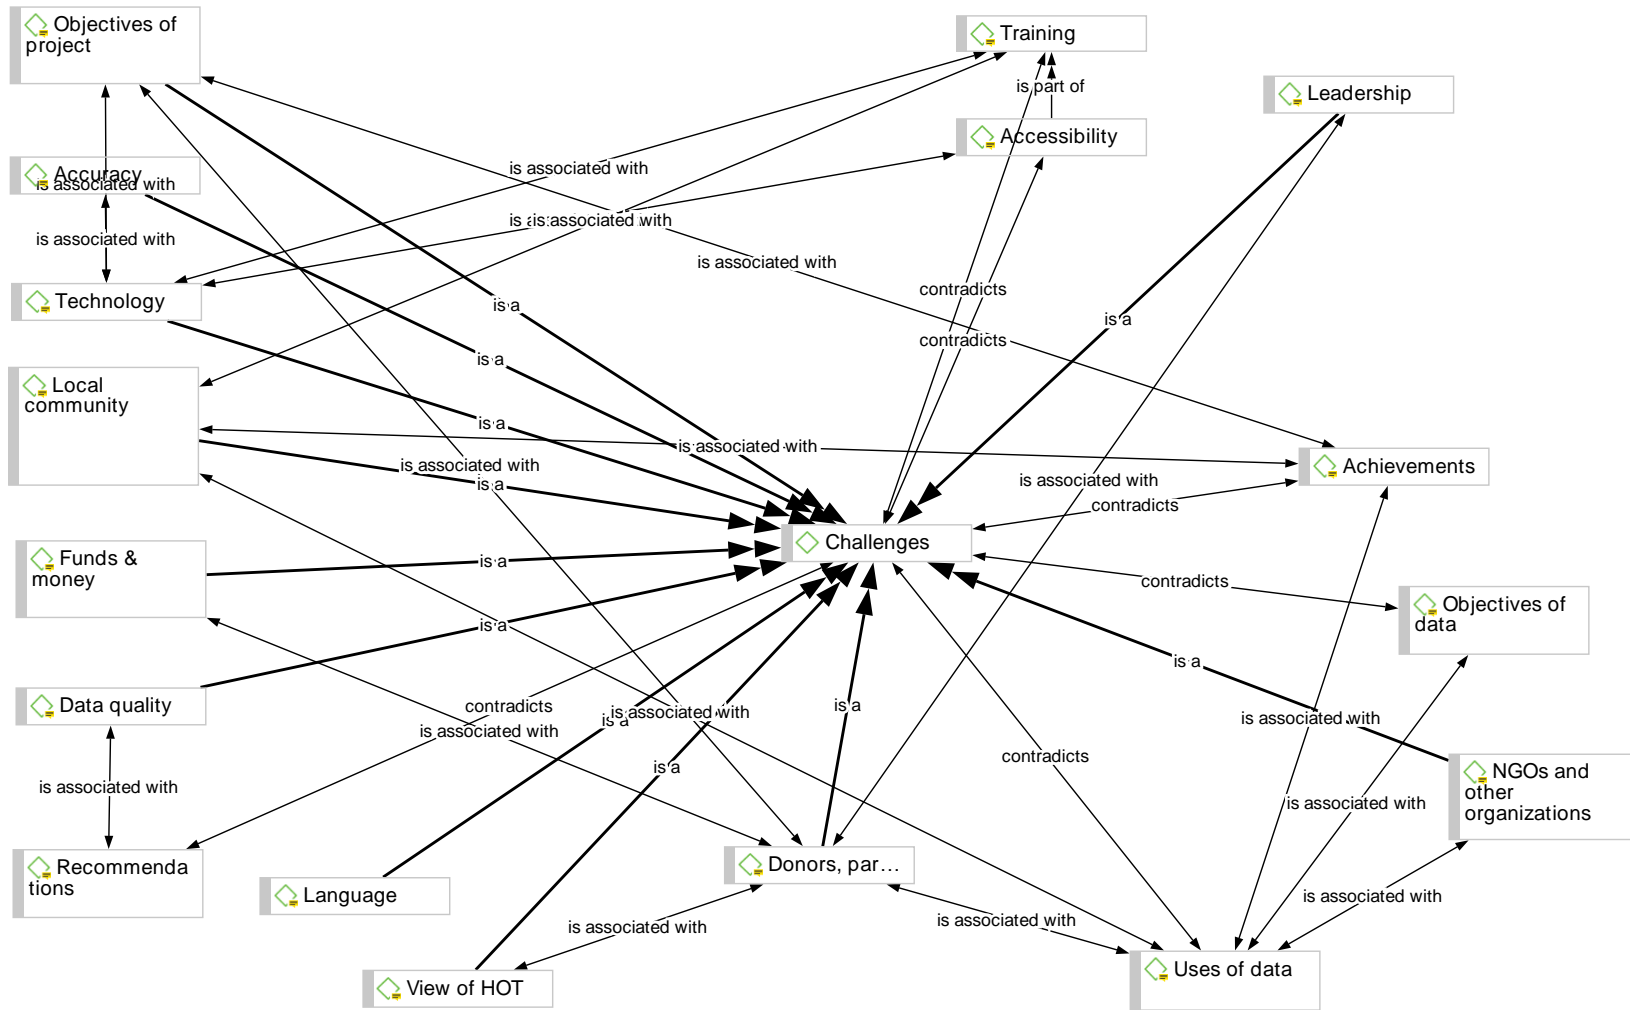 Objectives of
project
Training
is part of
Leadership
Accessibility
Accuracy
is associated with
is associated with
is associated with
is associated with
is associated with
is associated with
Technology
contradicts
is a
is a
contradicts
is a
Local
community
is a
is associated with
is associated with
is a
Achievements
is associated with
contradicts
Challenges
Funds &
money
is a
contradicts
Objectives of
data
is a
is a
Data quality
contradicts
is a
is associated with
is a
is associated with
is associated with
contradicts
is a
is associated with
is associated with
NGOs and
other
organizations
Recommenda
tions
Language
Donors, par...
is associated with
is associated with
is associated with
View of HOT
Uses of data